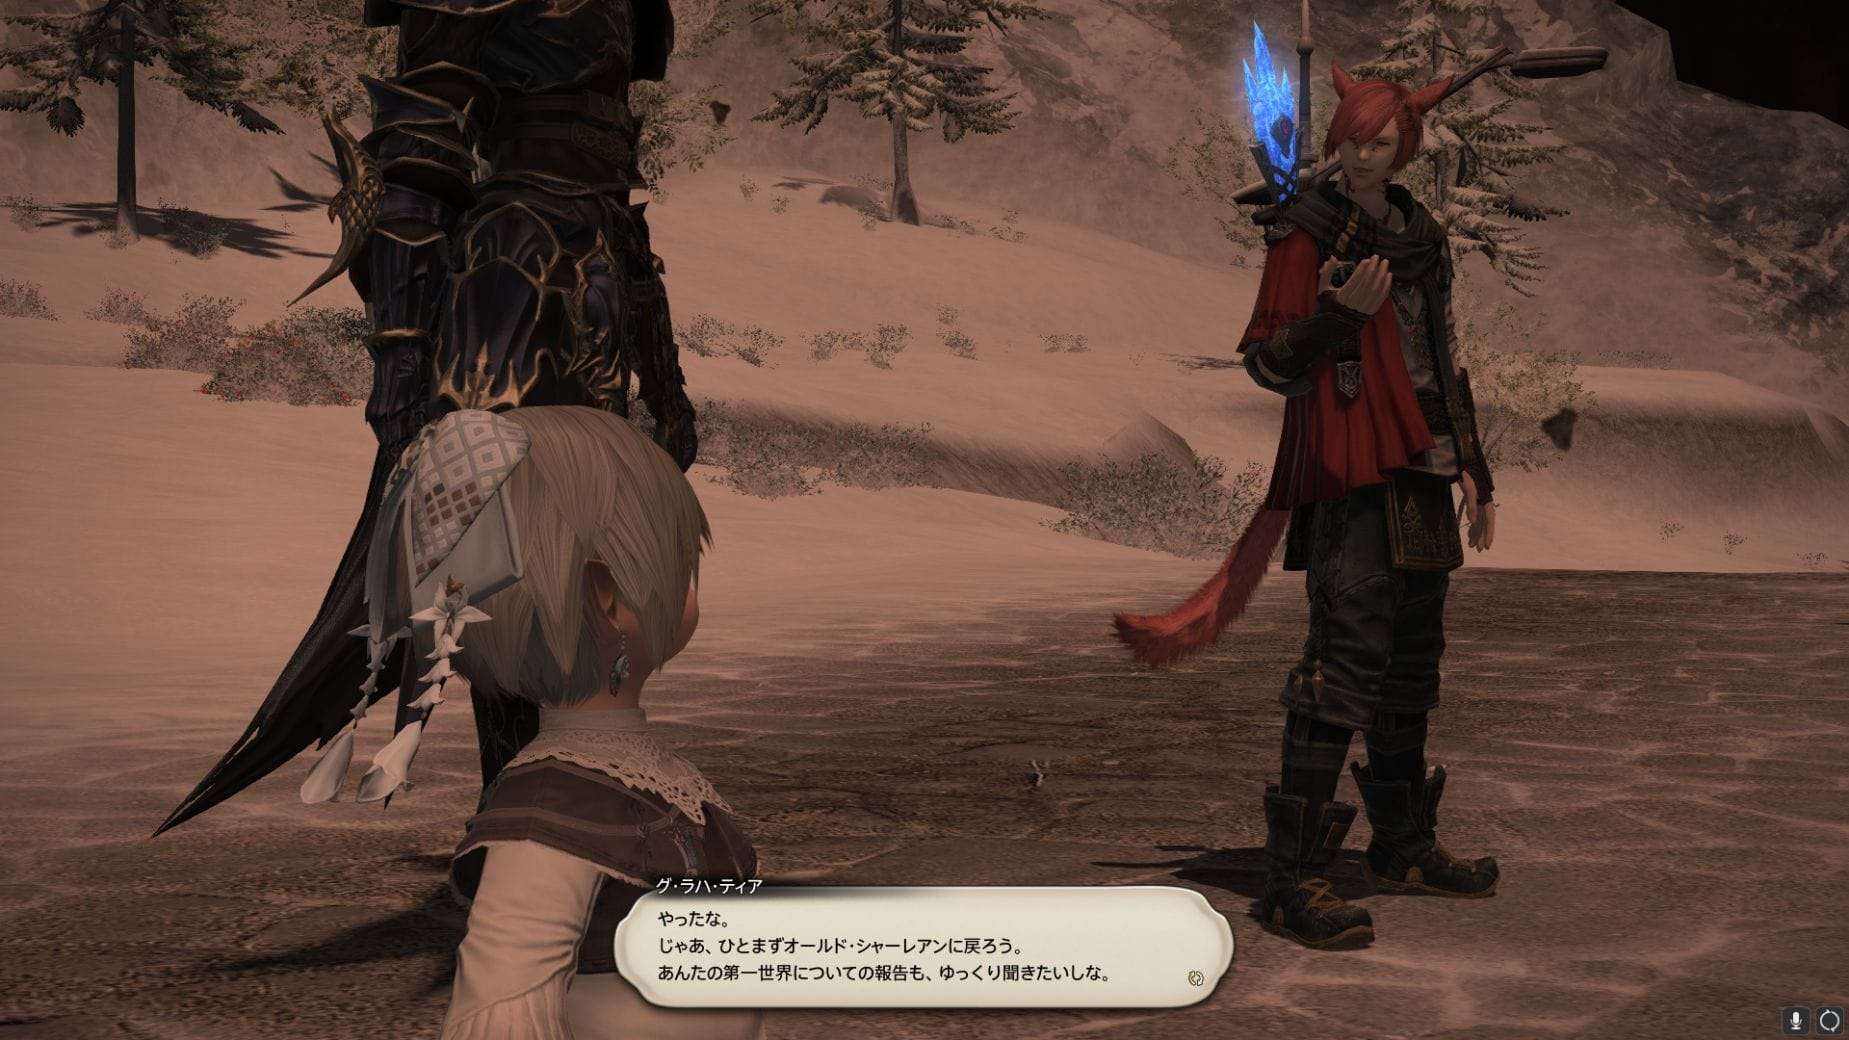 グ・ラハ・ティア
やったな。
じゃあ、ひとまずオールド・シャーレアンに戻ろう。
あんたの第一世界についての報告も、ゆっくり聞きたいしな。